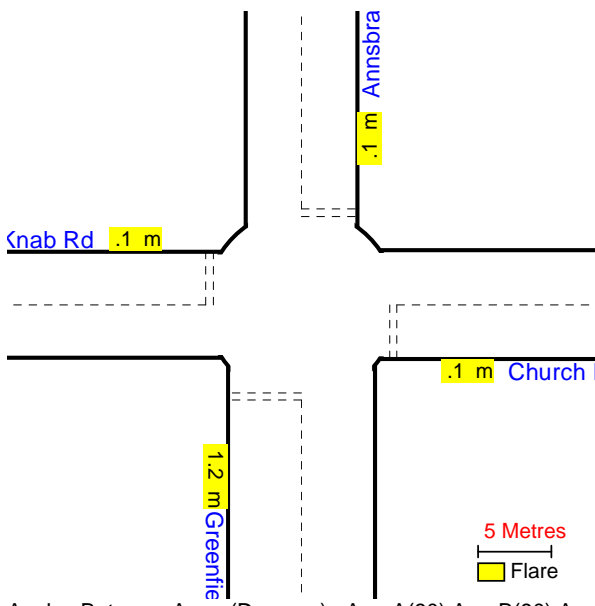 Annsbra
.1 m
Knab Rd .1 m
.1 m Church
1.2 m
Greenfie
5 Metres
Flare